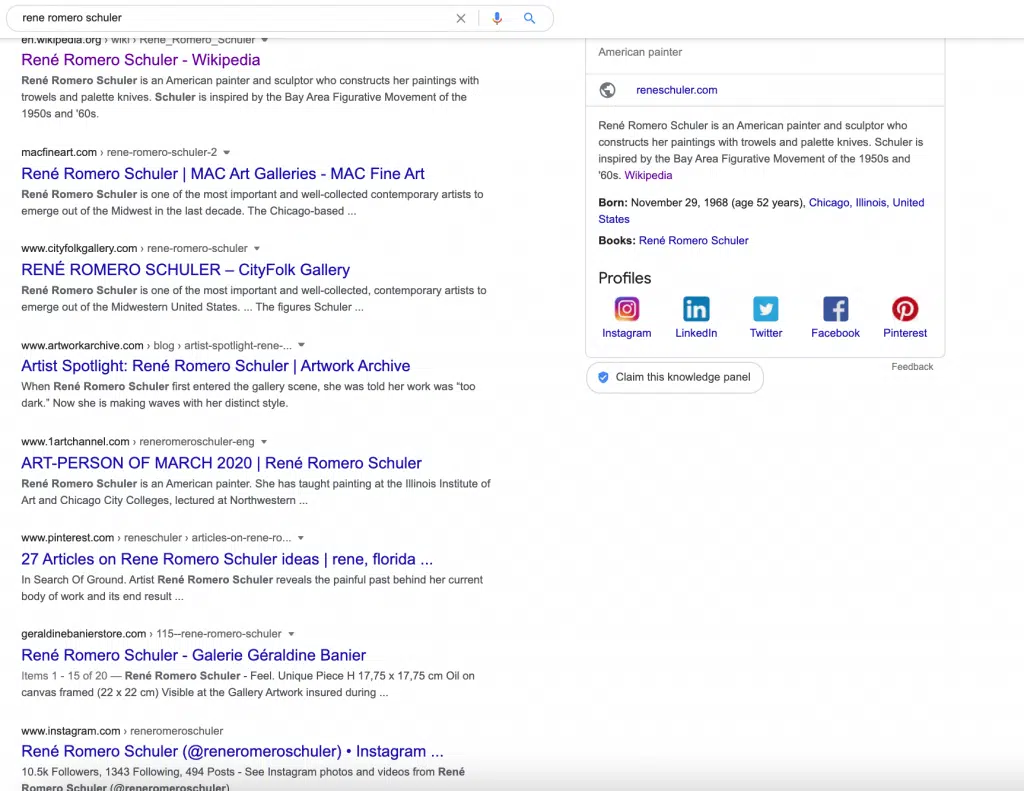 rene romero schuler
en.wikipedia.org › wiki › René_Romero_Schuler
René Romero Schuler - Wikipedia
René Romero Schuler is an American painter and sculptor who constructs her paintings with
trowels and palette knives. Schuler is inspired by the Bay Area Figurative Movement of the
1950s and '60s.
macfineart.com › rene-romero-schuler-2
René Romero Schuler | MAC Art Galleries - MAC Fine Art
René Romero Schuler is one of the most important and well-collected contemporary artists to
emerge out of the Midwest in the last decade. The Chicago-based ...
www.cityfolkgallery.com › rene-romero-schuler
RENÉ ROMERO SCHULER – CityFolk Gallery
René Romero Schuler is one of the most important and well-collected, contemporary artists to
emerge out of the Midwestern United States. ... The figures Schuler ...
www.artworkarchive.com › blog › artist-spotlight-rene-...
Artist Spotlight: René Romero Schuler | Artwork Archive
When René Romero Schuler first entered the gallery scene, she was told her work was “too
dark.” Now she is making waves with her distinct style.
www.1artchannel.com › reneromeroschuler-eng
ART-PERSON OF MARCH 2020 | René Romero Schuler
René Romero Schuler is an American painter. She has taught painting at the Illinois Institute of
Art and Chicago City Colleges, lectured at Northwestern ...
www.pinterest.com › reneschuler › articles-on-rene-ro...
27 Articles on Rene Romero Schuler ideas | rene, florida ...
In Search Of Ground. Artist René Romero Schuler reveals the painful past behind her current
body of work and its end result ...
geraldinebanierstore.com › 115--rene-romero-schuler
René Romero Schuler - Galerie Géraldine Banier
Items 1 - 15 of 20 — René Romero Schuler - Feel. Unique Piece H 17,75 x 17,75 cm Oil on
canvas framed (22 x 22 cm) Visible at the Gallery Artwork insured during ...
www.instagram.com › reneromeroschuler
René Romero Schuler (@reneromeroschuler) • Instagram ...
10.5k Followers, 1343 Following, 494 Posts - See Instagram photos and videos from René
Romero Schuler (@reneromeroschuler)
American painter
reneschuler.com
René Romero Schuler is an American painter and sculptor who
constructs her paintings with trowels and palette knives. Schuler is
inspired by the Bay Area Figurative Movement of the 1950s and
'60s. Wikipedia
Born: November 29, 1968 (age 52 years), Chicago, Illinois, United
States
Books: René Romero Schuler
Profiles
Instagram LinkedIn Twitter Facebook Pinterest
Feedback
Claim this knowledge panel